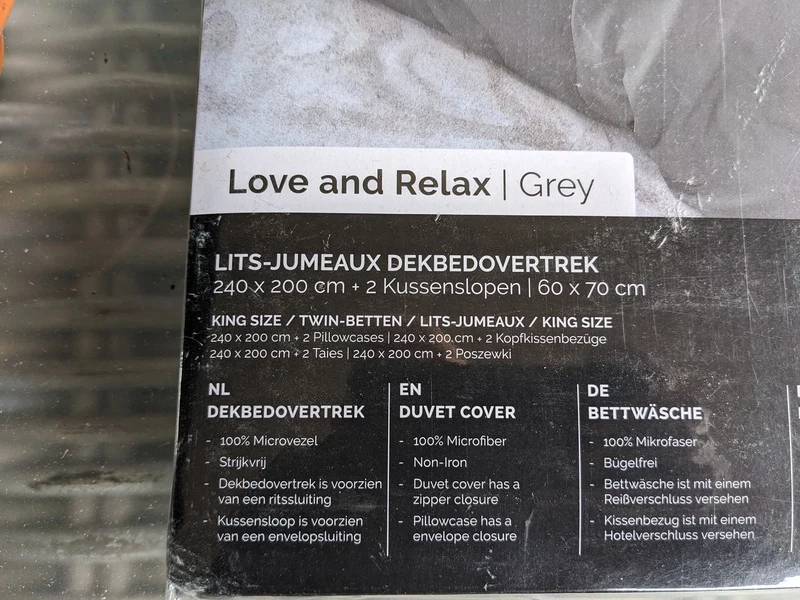 Love and Relax | Grey
LITS-JUMEAUX DEKBEDOVERTREK
240 x 200 cm + 2 Kussenslopen | 60 x 70 cm
KING SIZE / TWIN-BETTEN / LITS-JUMEAUX / KING SIZE
240 x 200 cm + 2 Pillowcases | 240 x 200.cm + 2 Kopfkissenbezüge
240 x 200 cm + 2 Taies | 240 x 200 cm + 2 Poszewki
NL
DEKBEDOVERTREK
- 100% Microvezel
- Strijkvrij
- Dekbedovertrek is voorzien
van een ritssluiting
- Kussensloop is voorzien
van een envelopsluiting
EN
DUVET COVER
- 100% Microfiber
- Non-Iron
- Duvet cover has a
zipper closure
- Pillowcase has a
envelope closure
DE
BETTWÄSCHE
- 100% Mikrofaser
- Bügelfrei
- Bettwäsche ist mit einem
Reißverschluss versehen
- Kissenbezug ist mit einem
Hotelverschluss versehen